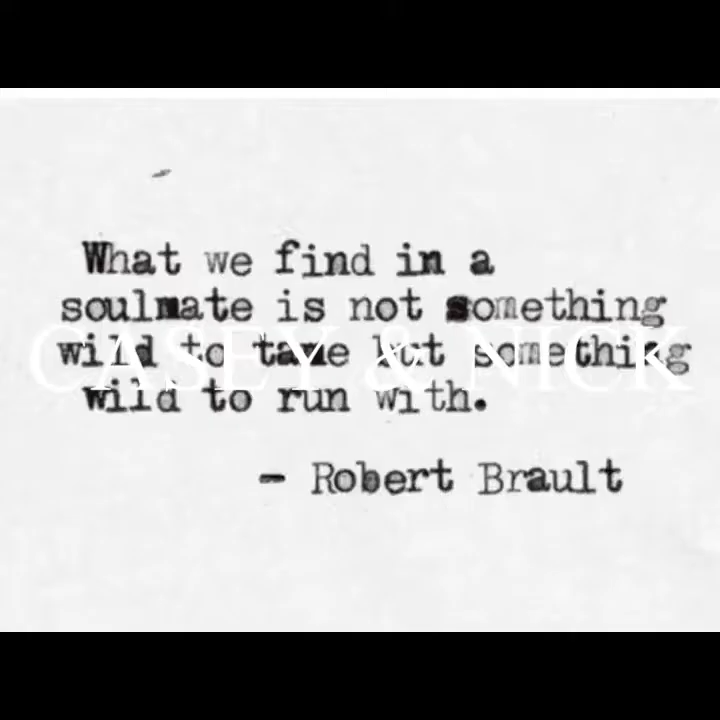 What we find in a
soulmate is not something
CASEY & NICK
wild to tame but something
wild to run with.
- Robert Brault